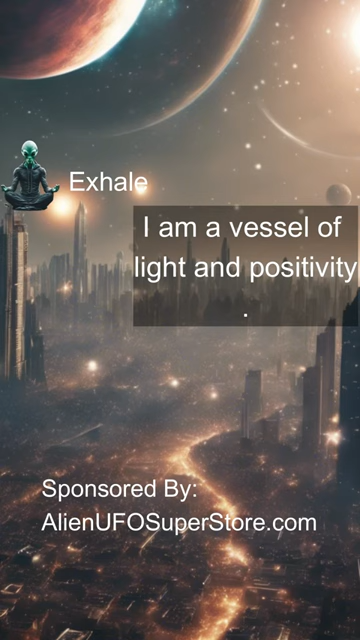 Exhale
I am a vessel of
light and positivity
.
Sponsored By:
AlienUFOSuperStore.com